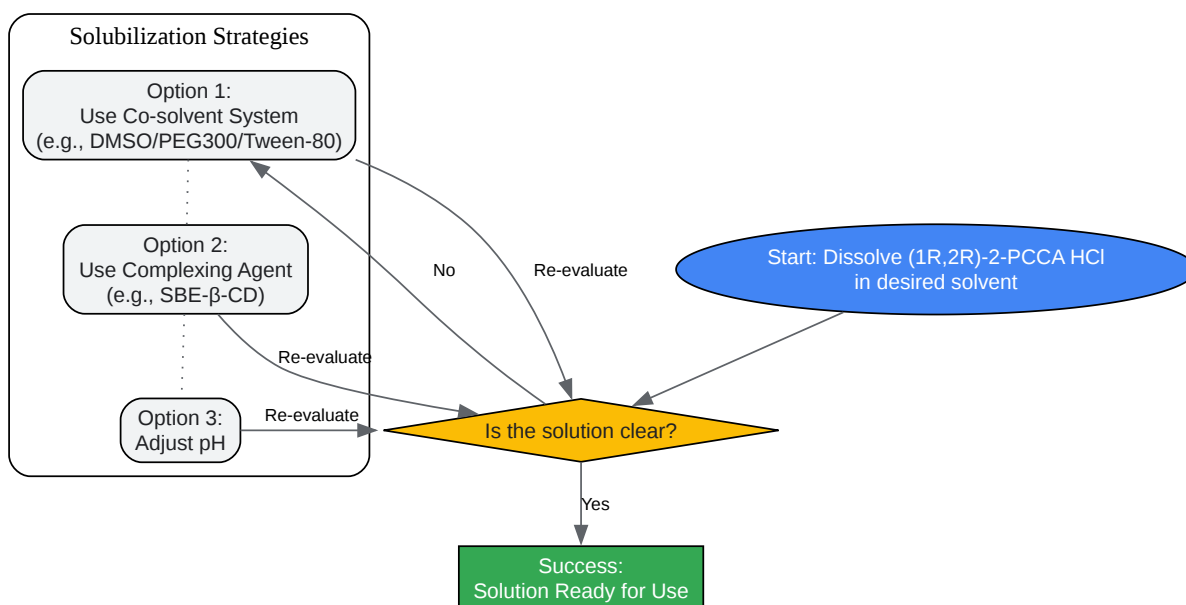 Solubilization Strategies
Option 1:
Use Co-solvent System
(e.g., DMSO/PEG300/Tween-80)
Option 2:
Use Complexing Agent
(e.g., SBE-β-CD)
Option 3:
Adjust pH
No
Re-evaluate
Re-evaluate
Re-evaluate
Start: Dissolve (1R,2R)-2-PCCA HCl
in desired solvent
Is the solution clear?
Yes
Success:
Solution Ready for Use